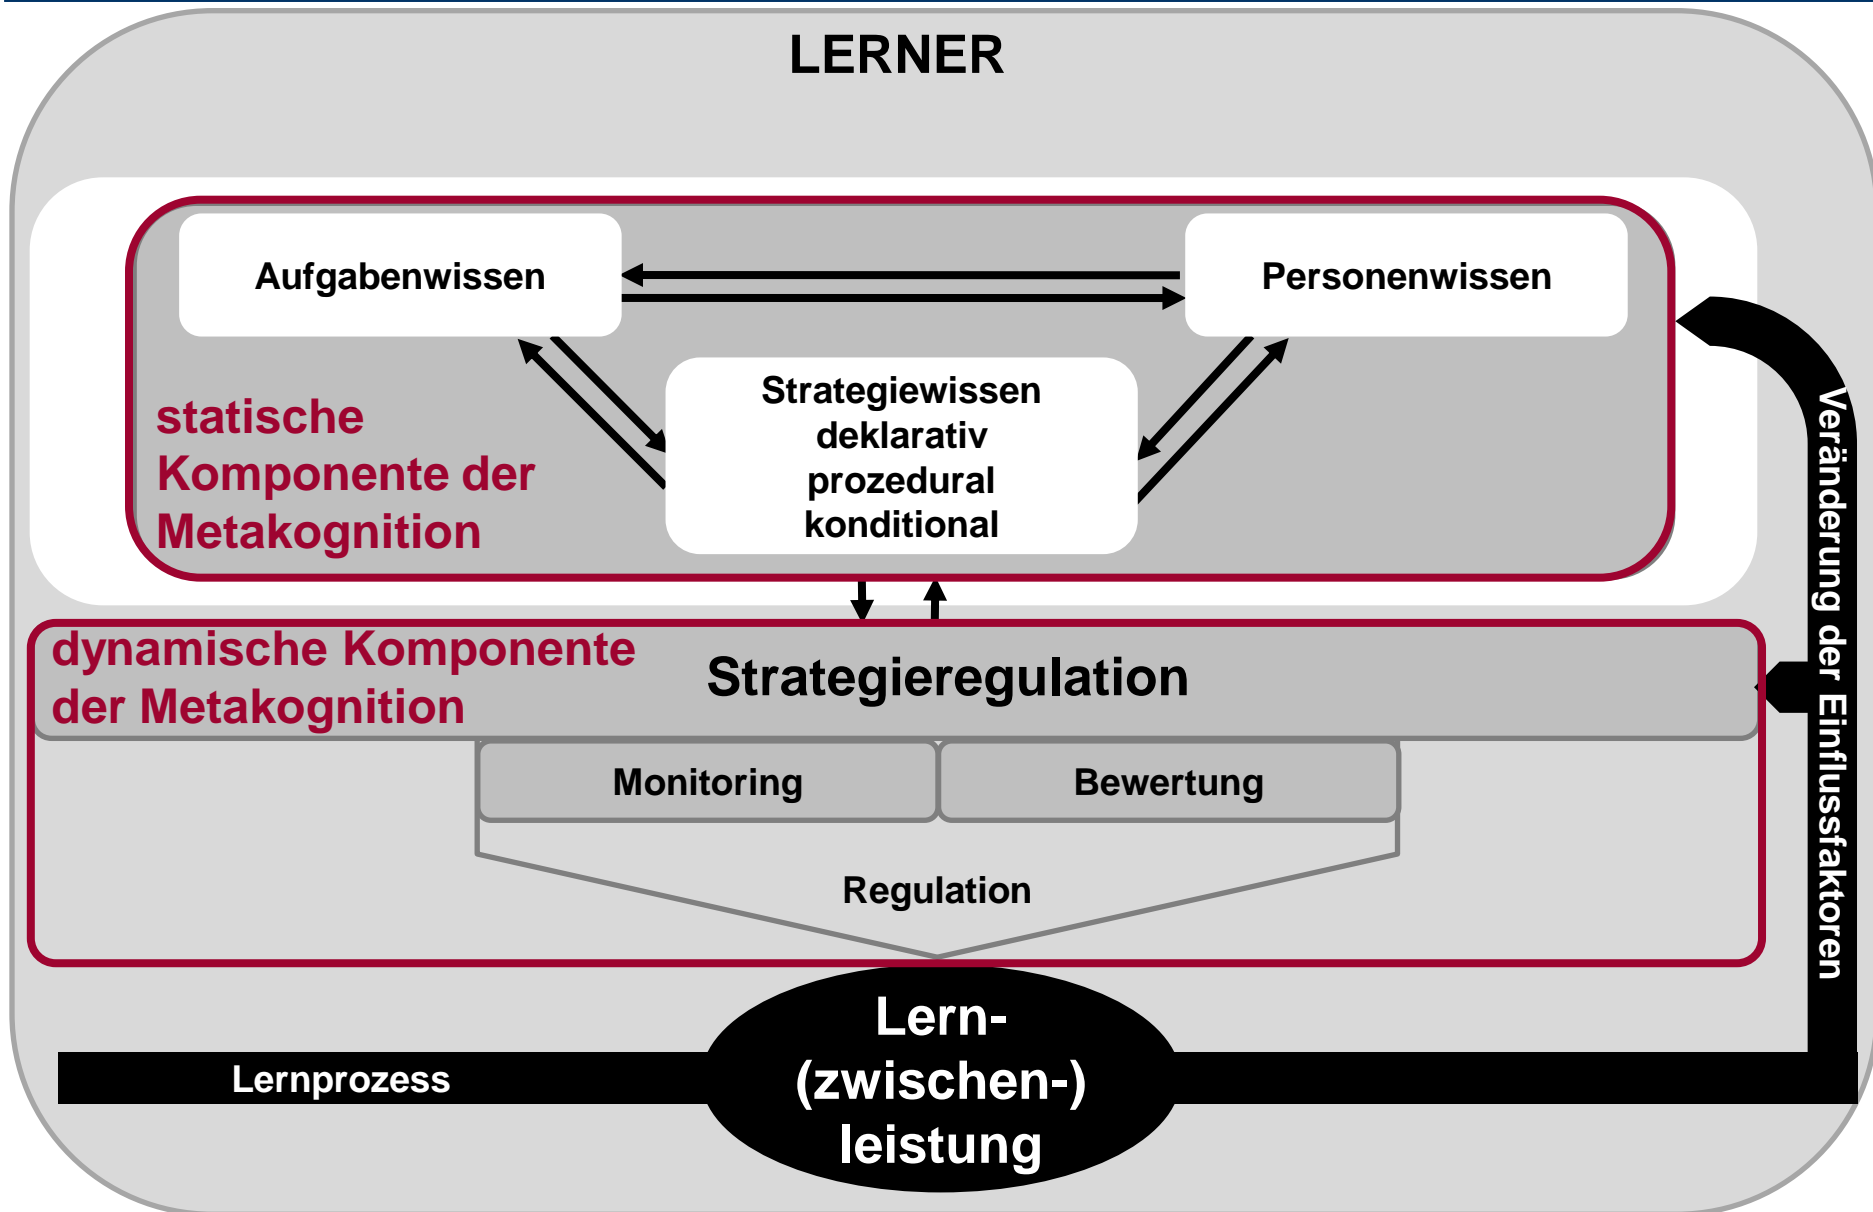 LERNER
Aufgabenwissen
Personenwissen
Strategiewissen
deklarativ
prozedural
konditional
statische
Komponente der
Metakognition
dynamische Komponente
der Metakognition
Strategieregulation
Monitoring
Bewertung
Regulation
Lernprozess
Lern-
(zwischen-)
leistung
Veränderung der Einflussfaktoren